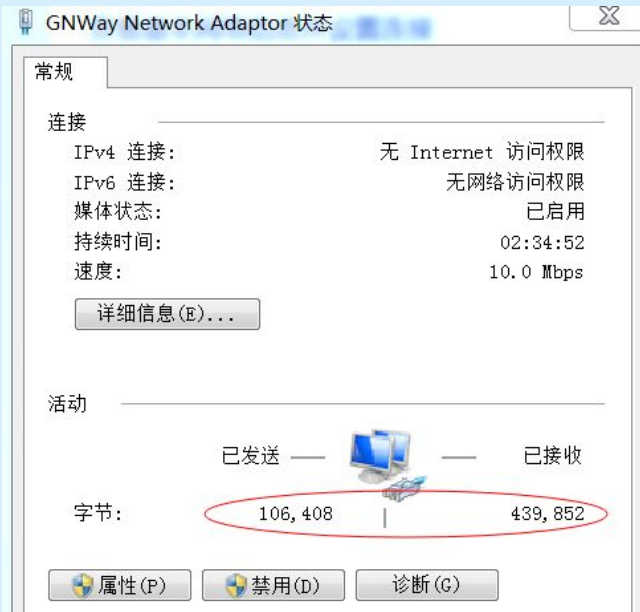 GNWay Network Adaptor 状态
常规
连接
IPv4 连接: 无 Internet 访问权限
IPv6 连接: 无网络访问权限
媒体状态: 已启用
持续时间: 02:34:52
速度: 10.0 Mbps
详细信息(E)...
活动
已发送 已接收
字节: 106,408 439,852
属性(P) 禁用(D) 诊断(G)